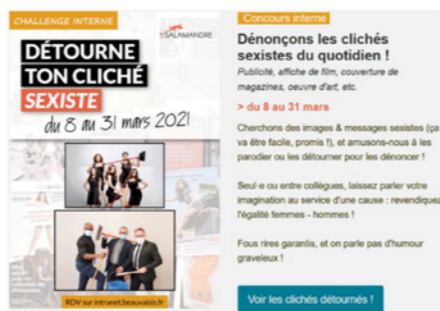 CHALLENGE INTERNE
SALAMANDRE
DÉTOURNE
TON CLICHÉ
SEXISTE
du 8 au 31 mars 2021
RDV sur intranet.beauvaisis.fr
Concours interne
Dénonçons les clichés
sexistes du quotidien !
Publicité, affiche de film, couverture de
magazines, oeuvre d'art, etc.
> du 8 au 31 mars
Cherchons des images & messages sexistes (ça
va être facile, promis !), et amusons-nous à les
parodier ou les détourner pour les dénoncer !
Seul·e ou entre collègues, laissez parler votre
imagination au service d'une cause : revendiquez
l'égalité femmes - hommes !
Fous rires garantis, et on parle pas d'humour
graveleux !
Voir les clichés détournés !